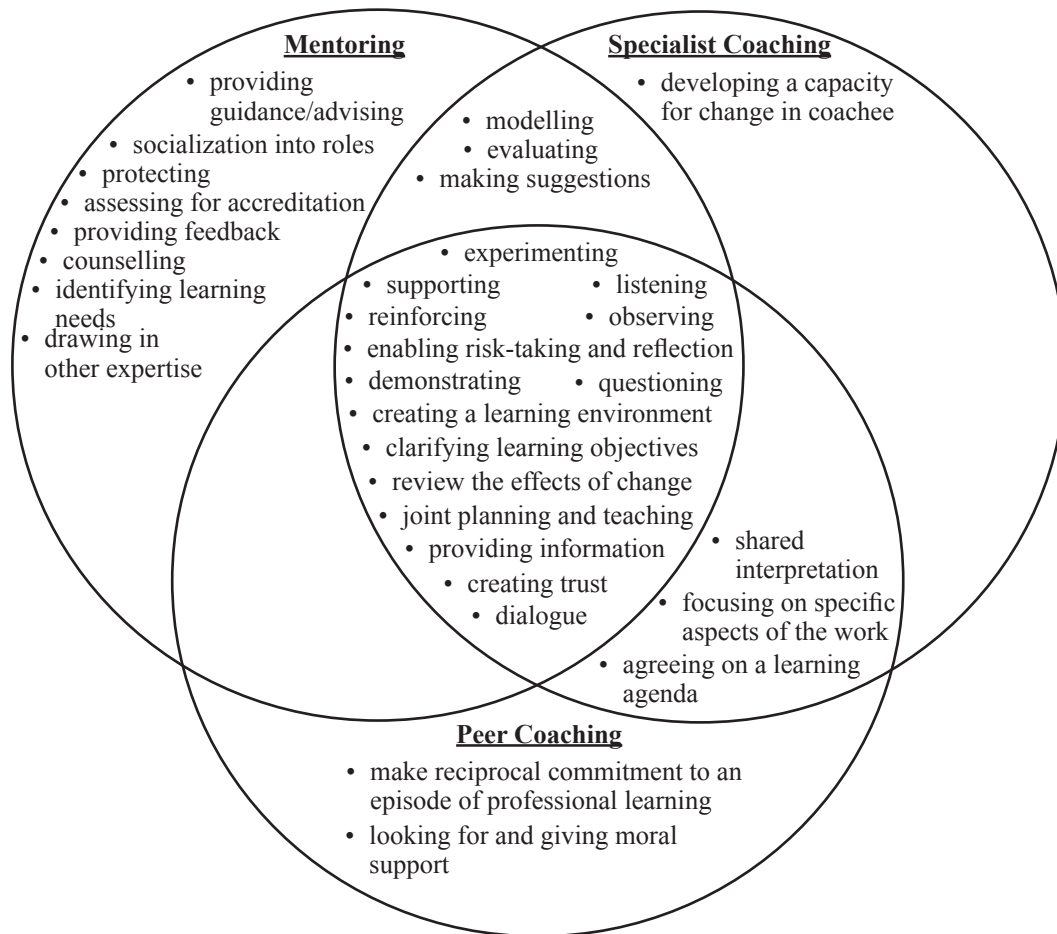 Mentoring
• providing
guidance/advising
• socialization into roles
• protecting
• assessing for accreditation
• providing feedback
• counselling
• identifying learning
needs
• drawing in
other expertise
Specialist Coaching
• developing a capacity
for change in coachee
• modelling
• evaluating
• making suggestions
• experimenting
• supporting • listening
• reinforcing • observing
• enabling risk-taking and reflection
• demonstrating • questioning
• creating a learning environment
• clarifying learning objectives
• review the effects of change
• joint planning and teaching
• providing information
• creating trust
• dialogue
• shared
interpretation
• focusing on specific
aspects of the work
• agreeing on a learning
agenda
Peer Coaching
• make reciprocal commitment to an
episode of professional learning
• looking for and giving moral
support